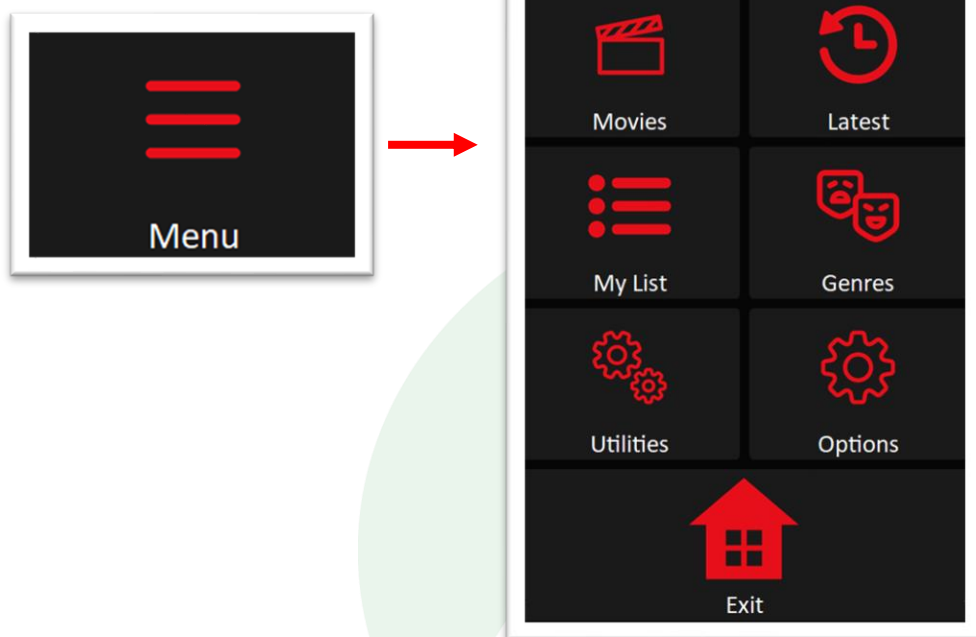 Menu
Movies
Latest
My List
Genres
Utilities
Options
Exit